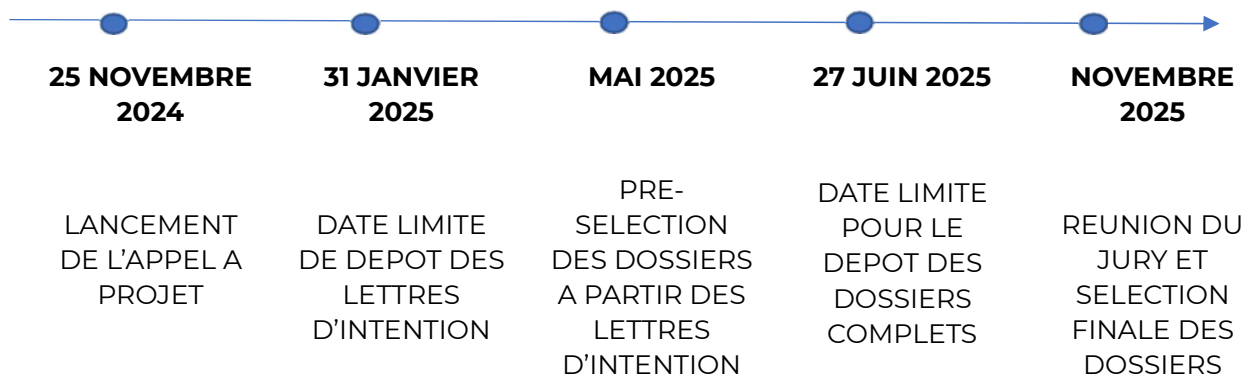 25 NOVEMBRE
2024
31 JANVIER
2025
MAI 2025
27 JUIN 2025
NOVEMBRE
2025
LANCEMENT
DE L’APPEL A
PROJET
DATE LIMITE
DE DEPOT DES
LETTRES
D’INTENTION
PRE-
SELECTION
DES DOSSIERS
A PARTIR DES
LETTRES
D’INTENTION
DATE LIMITE
POUR LE
DEPOT DES
DOSSIERS
COMPLETS
REUNION DU
JURY ET
SELECTION
FINALE DES
DOSSIERS